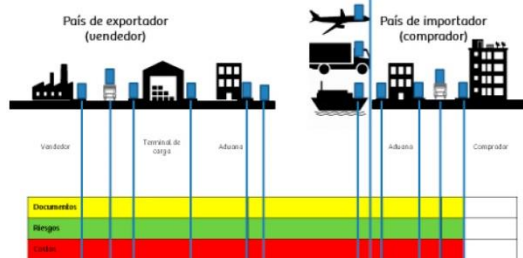 País de exportador
(vendedor)
País de importador
(comprador)
Vendedor
Terminal de
carga
Aduana
Aduana
Comprador
Documentos
Riesgos
Costos